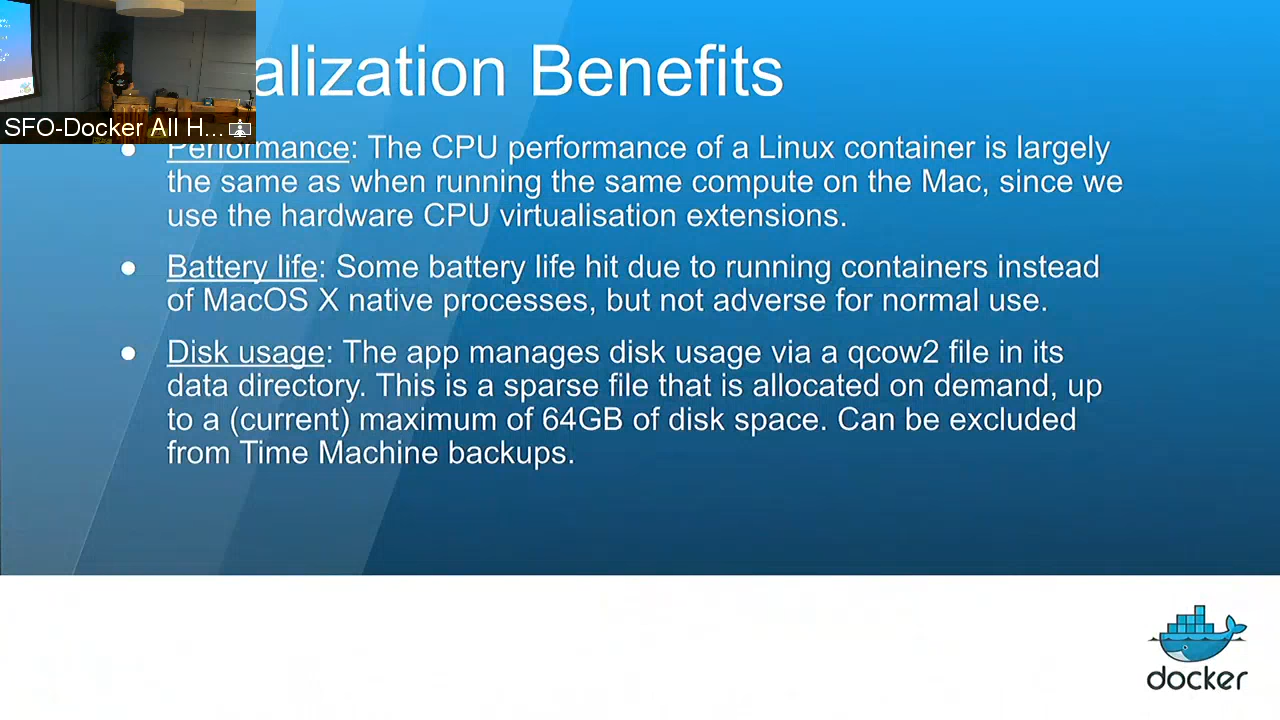 alization Benefits
SFO-Docker All H...
Performance: The CPU performance of a Linux container is largely
the same as when running the same compute on the Mac, since we
use the hardware CPU virtualisation extensions.
Battery life: Some battery life hit due to running containers instead
of MacOS X native processes, but not adverse for normal use.
Disk usage: The app manages disk usage via a qcow2 file in its
data directory. This is a sparse file that is allocated on demand, up
to a (current) maximum of 64GB of disk space. Can be excluded
from Time Machine backups.
docker